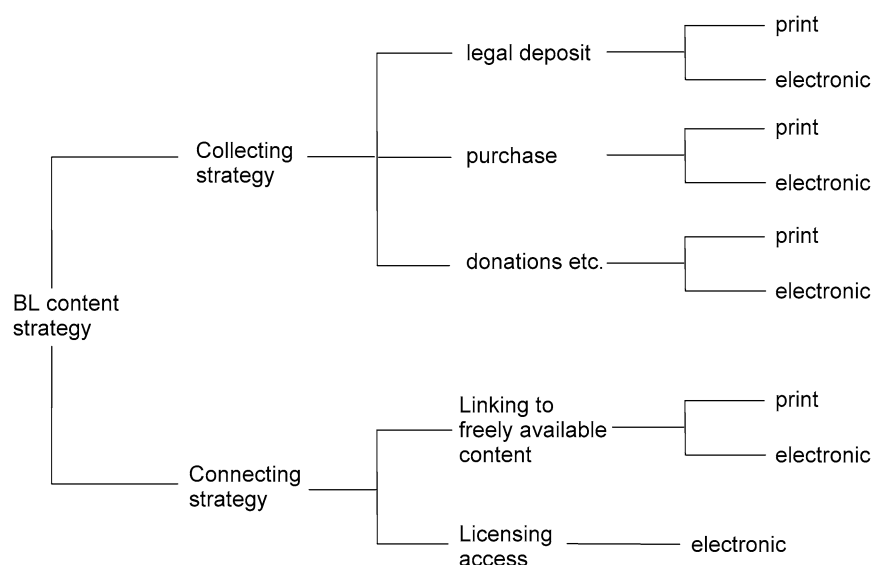 print
legal deposit
electronic
print
Collecting
strategy
purchase
electronic
print
donations etc.
electronic
BL content
strategy
print
Linking to
freely available
content
electronic
Connecting
strategy
Licensing
access
electronic